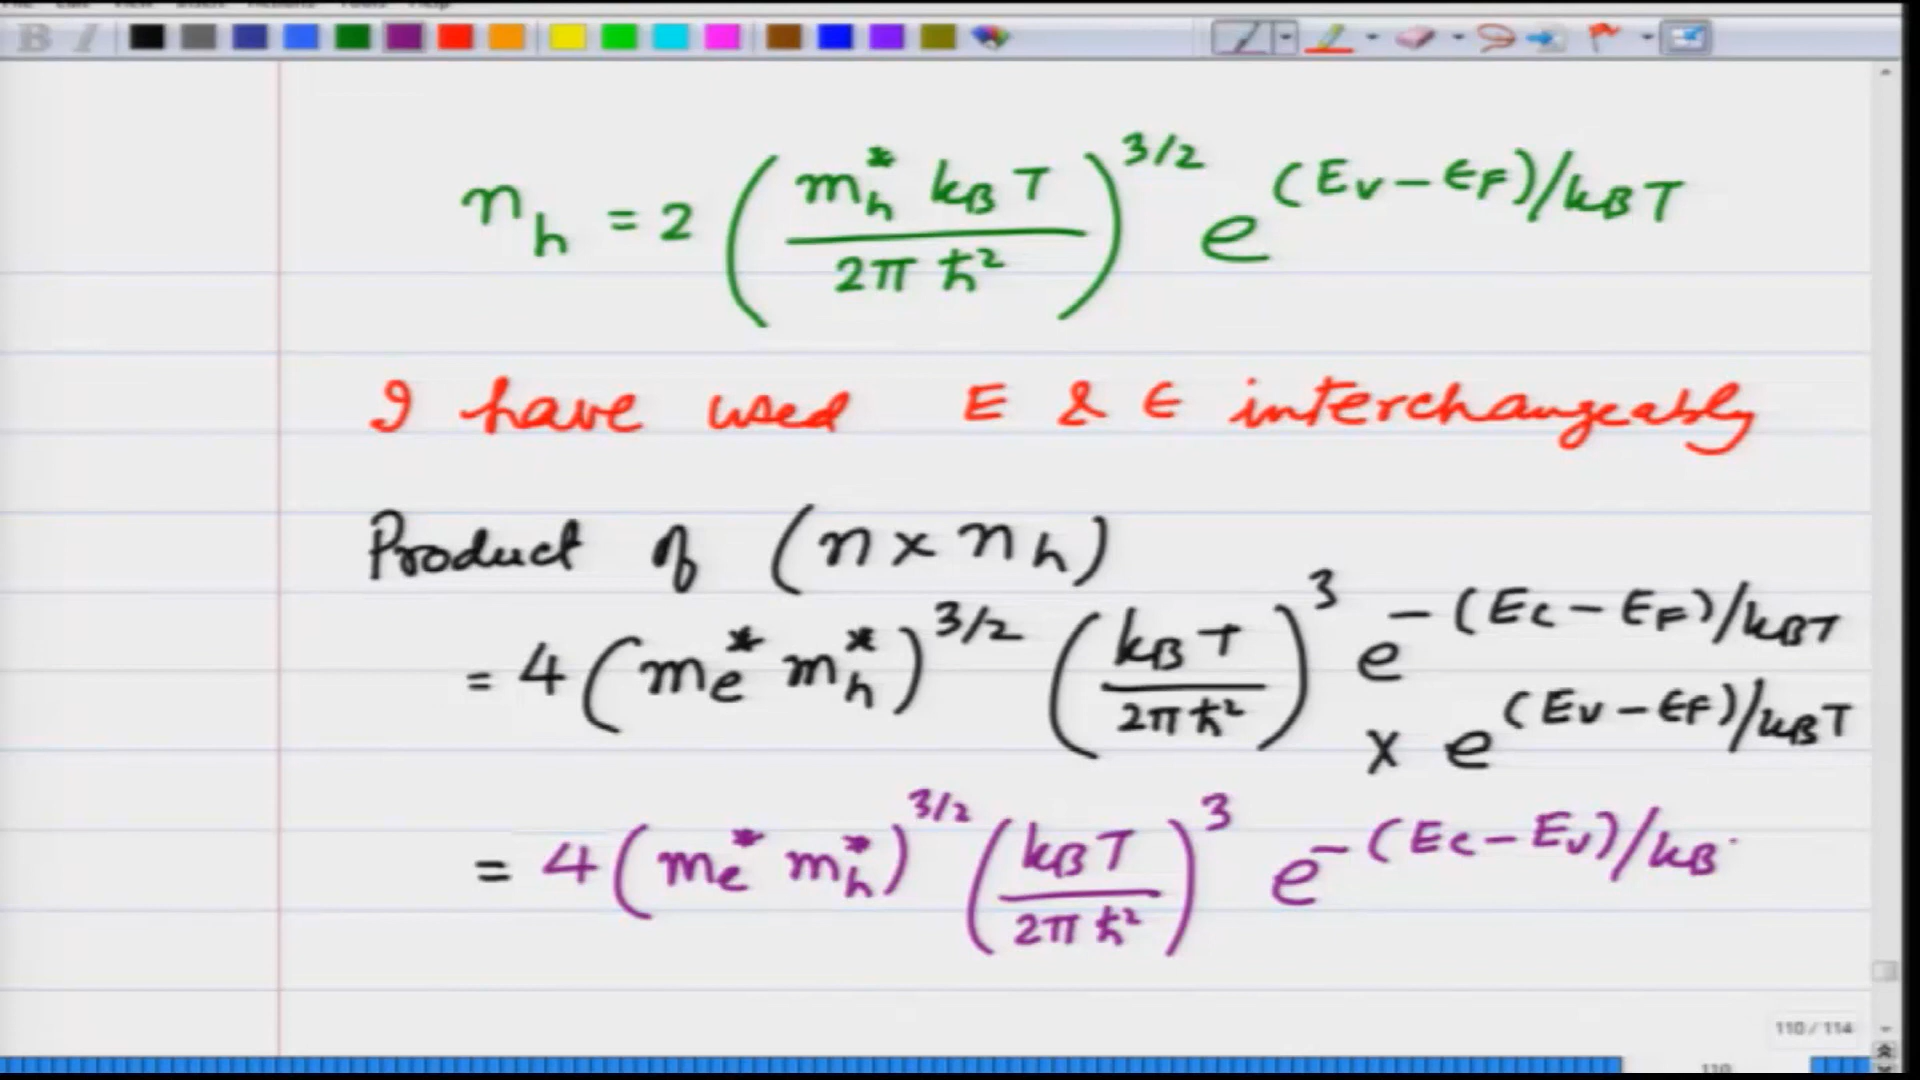 B I
n_h = 2 (m_h^* k_B T / 2π ħ²)^3/2 e^(E_v - ϵ_F)/k_B T
I have used E & ϵ interchangeably
Product of (n x n_h)
= 4 (m_e^* m_h^*)^3/2 (k_B T / 2π ħ²)^3 e^-(E_c - ϵ_F)/k_B T
x e^(E_v - ϵ_F)/k_B T
= 4 (m_e^* m_h^*)^3/2 (k_B T / 2π ħ²)^3 e^-(E_c - E_v)/k_B
110 / 114
110